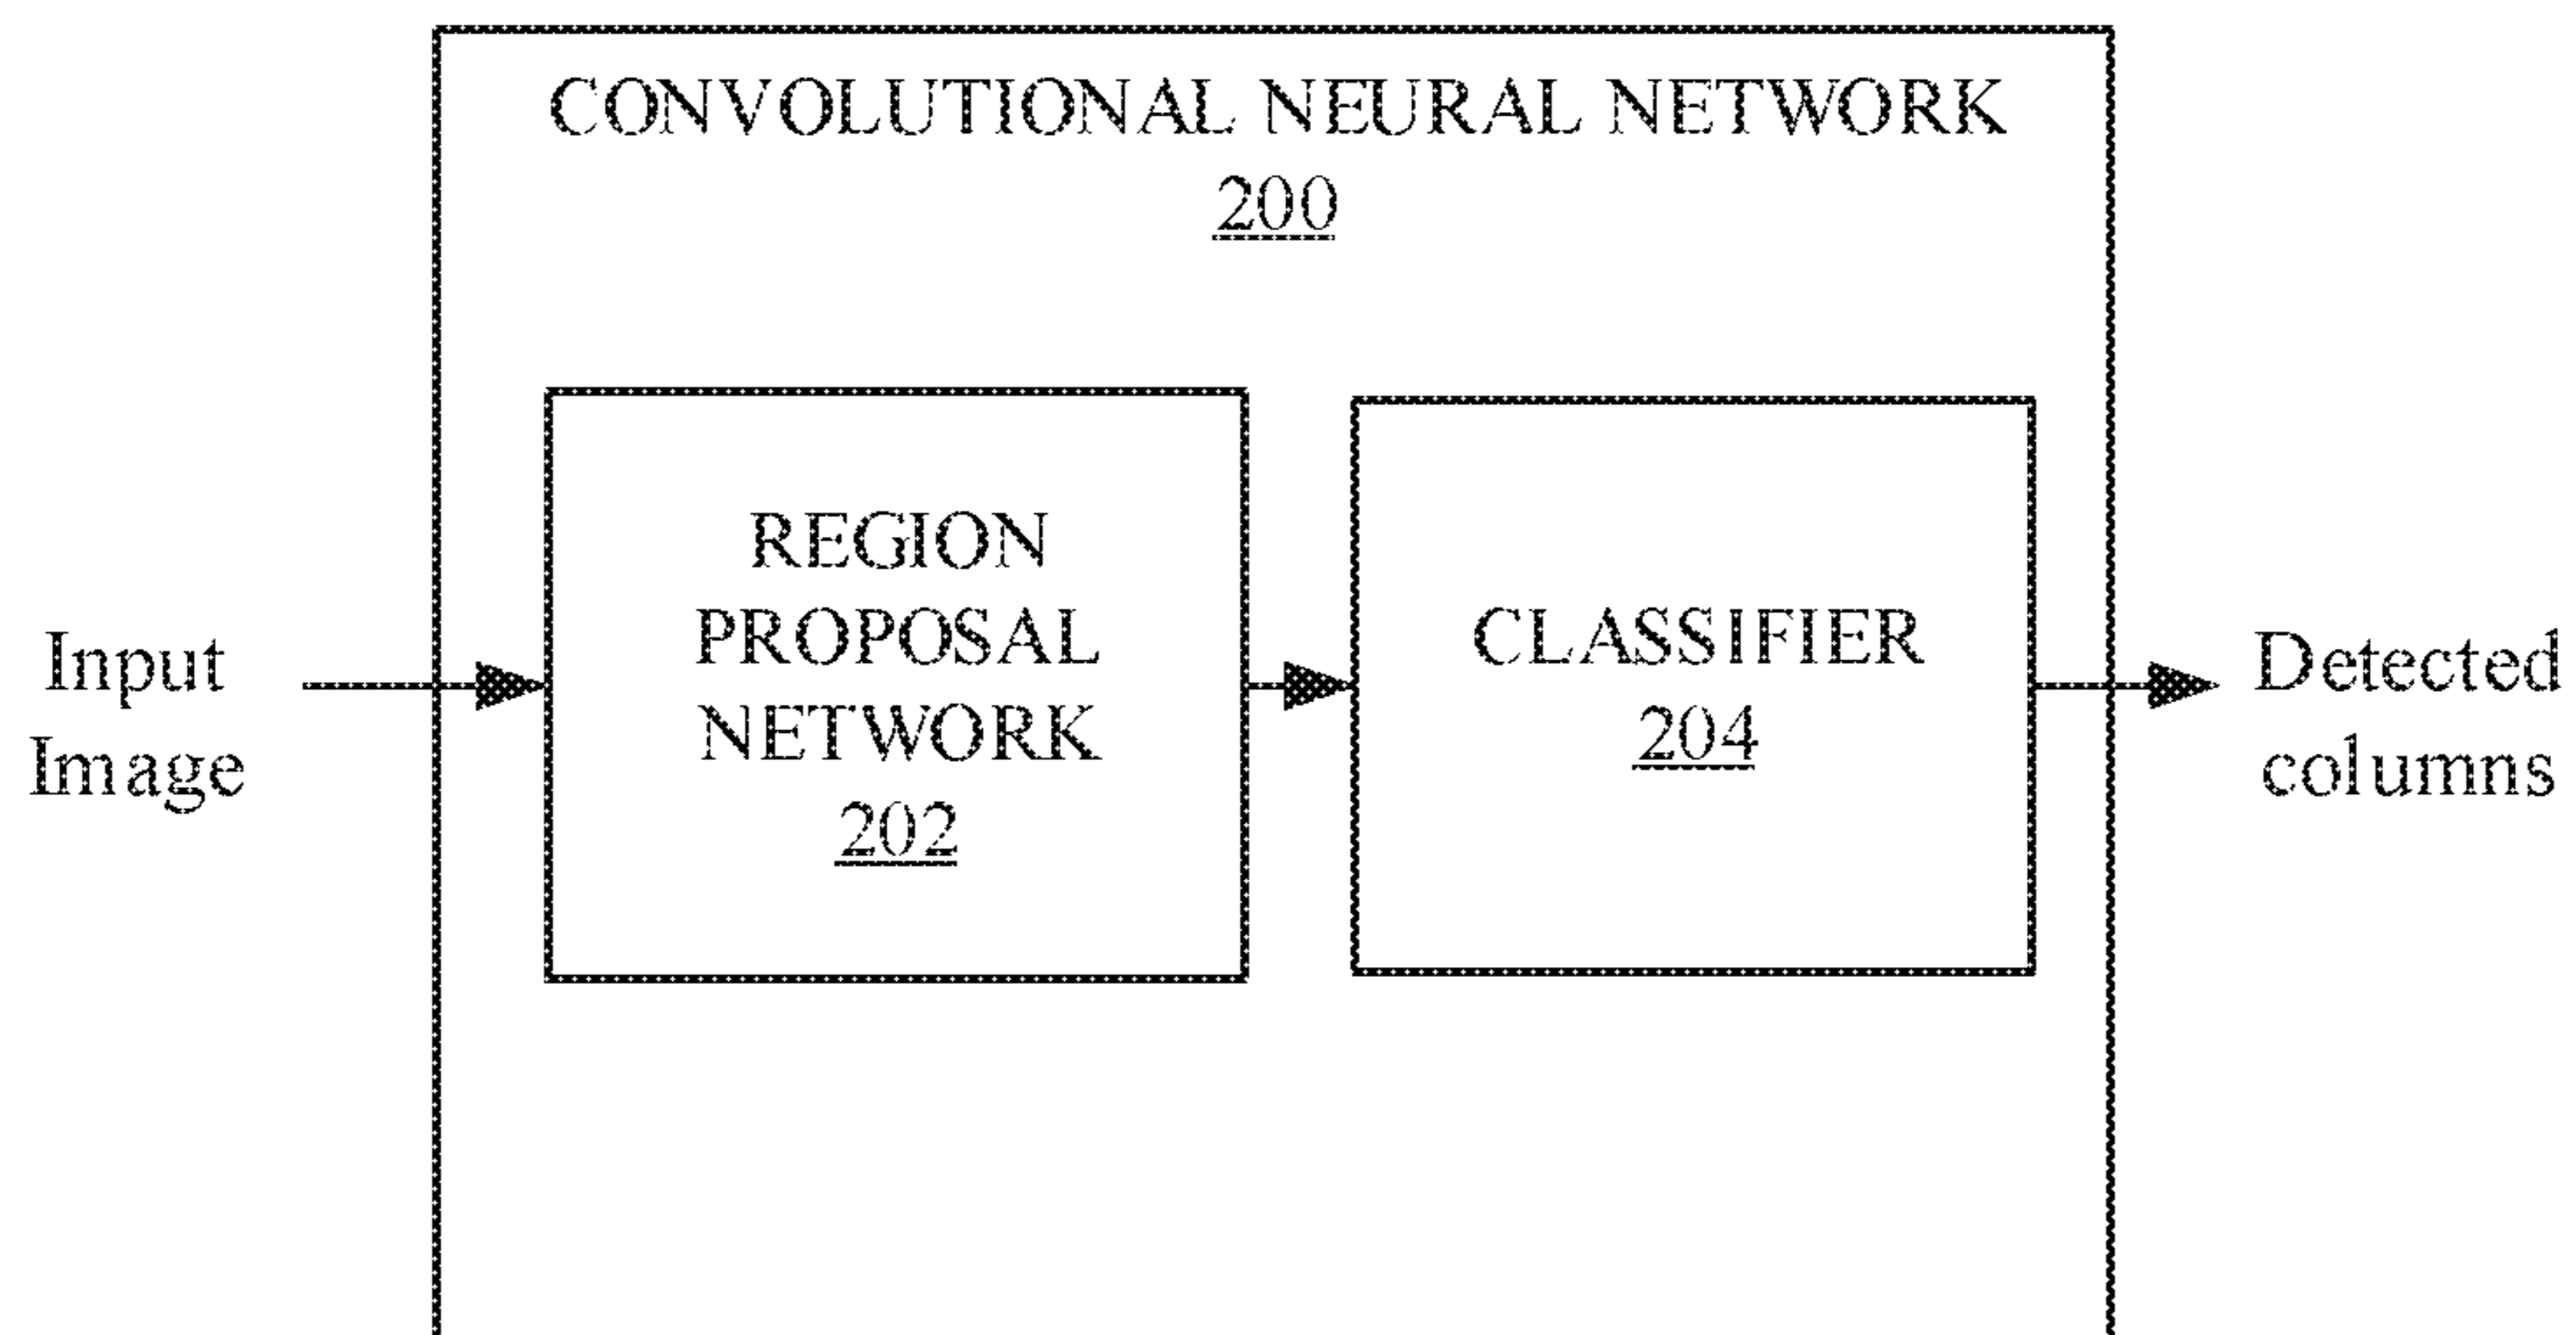 CONVOLUTIONAL NEURAL NETWORK
200
Input
Image
REGION
PROPOSAL
NETWORK
202
CLASSIFIER
204
Detected
columns